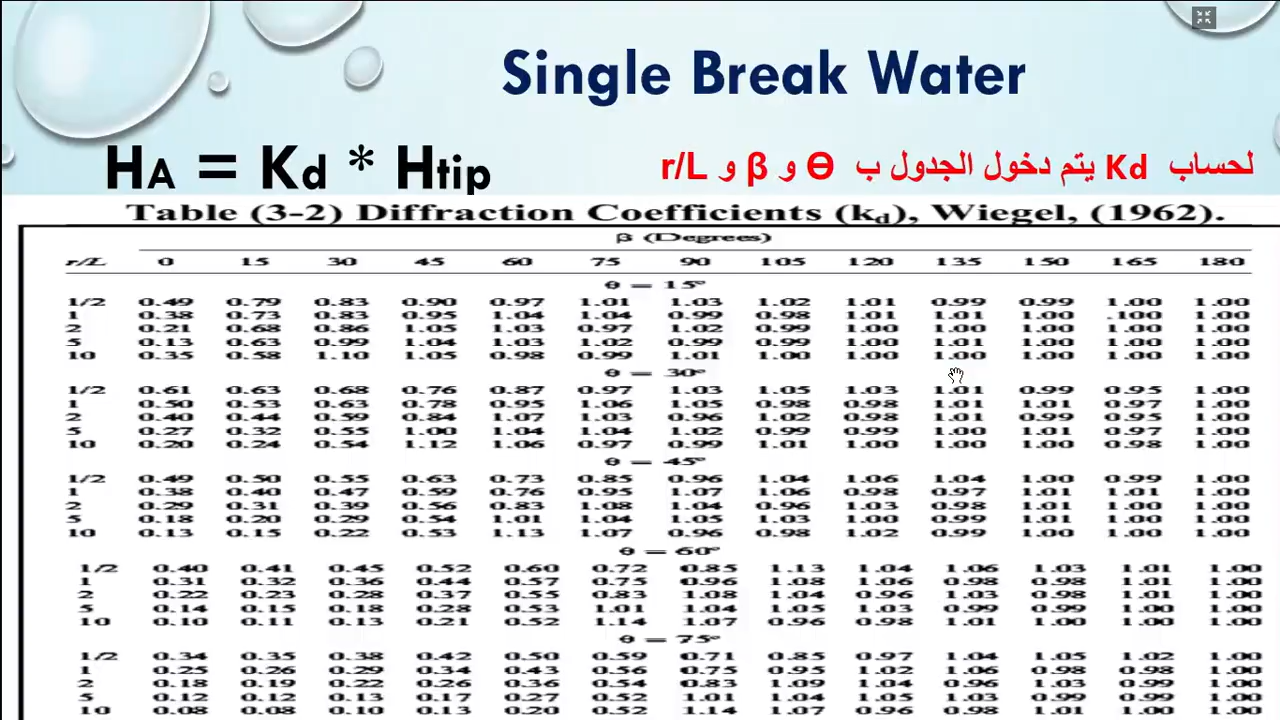 Single Break Water
HA = Kd * Htip
لحساب Kd يتم دخول الجدول ب Ө و β و r/L
Table (3-2) Diffraction Coefficients (kd), Wiegel, (1962).
β (Degrees)
r/L 0 15 30 45 60 75 90 105 120 135 150 165 180
θ = 15°
1/2 0.49 0.79 0.83 0.90 0.97 1.01 1.03 1.02 1.01 0.99 0.99 1.00 1.00
1 0.38 0.73 0.83 0.95 1.04 1.04 0.99 0.98 1.01 1.01 1.00 .100 1.00
2 0.21 0.68 0.86 1.05 1.03 0.97 1.02 0.99 1.00 1.00 1.00 1.00 1.00
5 0.13 0.63 0.99 1.04 1.03 1.02 0.99 0.99 1.00 1.01 1.00 1.00 1.00
10 0.35 0.58 1.10 1.05 0.98 0.99 1.01 1.00 1.00 1.00 1.00 1.00 1.00
θ = 30°
1/2 0.61 0.63 0.68 0.76 0.87 0.97 1.03 1.05 1.03 1.01 0.99 0.95 1.00
1 0.50 0.53 0.63 0.78 0.95 1.06 1.05 0.98 0.98 1.01 1.01 0.97 1.00
2 0.40 0.44 0.59 0.84 1.07 1.03 0.96 1.02 0.98 1.01 0.99 0.95 1.00
5 0.27 0.32 0.55 1.00 1.04 1.04 1.02 0.99 0.99 1.00 1.01 0.97 1.00
10 0.20 0.24 0.54 1.12 1.06 0.97 0.99 1.01 1.00 1.00 1.00 0.98 1.00
θ = 45°
1/2 0.49 0.50 0.55 0.63 0.73 0.85 0.96 1.04 1.06 1.04 1.00 0.99 1.00
1 0.38 0.40 0.47 0.59 0.76 0.95 1.07 1.06 0.98 0.97 1.01 1.01 1.00
2 0.29 0.31 0.39 0.56 0.83 1.08 1.04 0.96 1.03 0.98 1.01 1.00 1.00
5 0.18 0.20 0.29 0.54 1.01 1.04 1.05 1.03 1.00 0.99 1.01 1.00 1.00
10 0.13 0.15 0.22 0.53 1.13 1.07 0.96 0.98 1.02 0.99 1.00 1.00 1.00
θ = 60°
1/2 0.40 0.41 0.45 0.52 0.60 0.72 0.85 1.13 1.04 1.06 1.03 1.01 1.00
1 0.31 0.32 0.36 0.44 0.57 0.75 0.96 1.08 1.06 0.98 0.98 1.01 1.00
2 0.22 0.23 0.28 0.37 0.55 0.83 1.08 1.04 0.96 1.03 0.98 1.01 1.00
5 0.14 0.15 0.18 0.28 0.53 1.01 1.04 1.05 1.03 0.99 0.99 1.00 1.00
10 0.10 0.11 0.13 0.21 0.52 1.14 1.07 0.96 0.98 1.01 1.00 1.00 1.00
θ = 75°
1/2 0.34 0.35 0.38 0.42 0.50 0.59 0.71 0.85 0.97 1.04 1.05 1.02 1.00
1 0.25 0.26 0.29 0.34 0.43 0.56 0.75 0.95 1.02 1.06 0.98 0.98 1.00
2 0.18 0.19 0.22 0.26 0.36 0.54 0.83 1.09 1.04 0.96 1.03 0.99 1.00
5 0.12 0.12 0.13 0.17 0.27 0.52 1.01 1.04 1.05 1.03 0.99 0.99 1.00
10 0.08 0.08 0.10 0.13 0.20 0.52 1.14 1.07 0.96 0.98 1.01 1.00 1.00